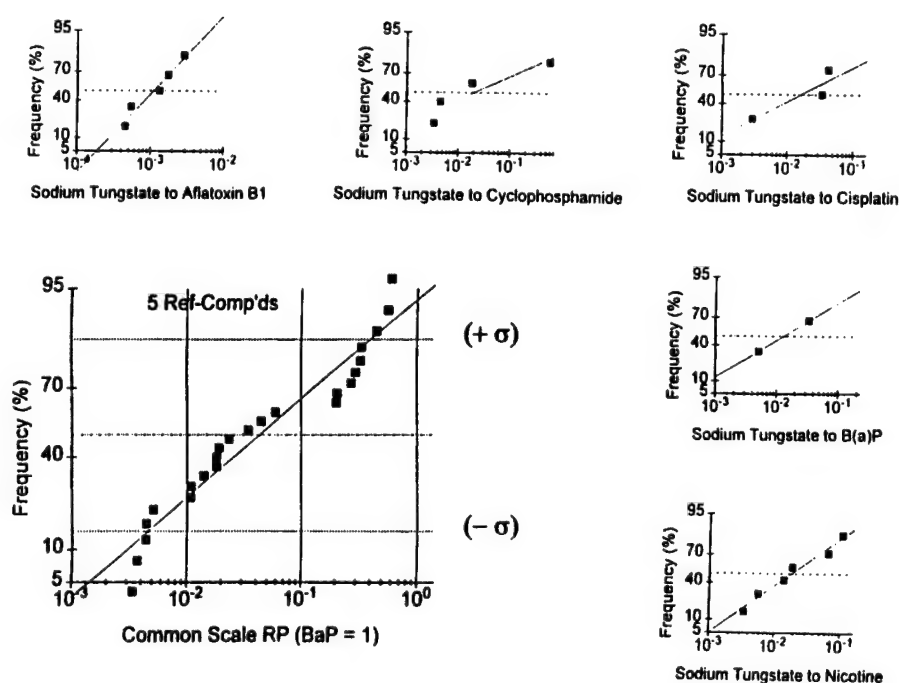 Frequency (%)
95
70
40
10
5
10⁻⁴ 10⁻³ 10⁻²
Sodium Tungstate to Aflatoxin B1
Frequency (%)
95
70
40
10
5
10⁻³ 10⁻² 10⁻¹
Sodium Tungstate to Cyclophosphamide
Frequency (%)
95
70
40
10
5
10⁻³ 10⁻² 10⁻¹
Sodium Tungstate to Cisplatin
Frequency (%)
95
70
40
10
5
5 Ref-Comp'ds
(+ σ)
(− σ)
10⁻³ 10⁻² 10⁻¹ 10⁰
Common Scale RP (BaP = 1)
Frequency (%)
95
70
40
10
5
10⁻³ 10⁻² 10⁻¹
Sodium Tungstate to B(a)P
Frequency (%)
95
70
40
10
5
10⁻³ 10⁻² 10⁻¹
Sodium Tungstate to Nicotine